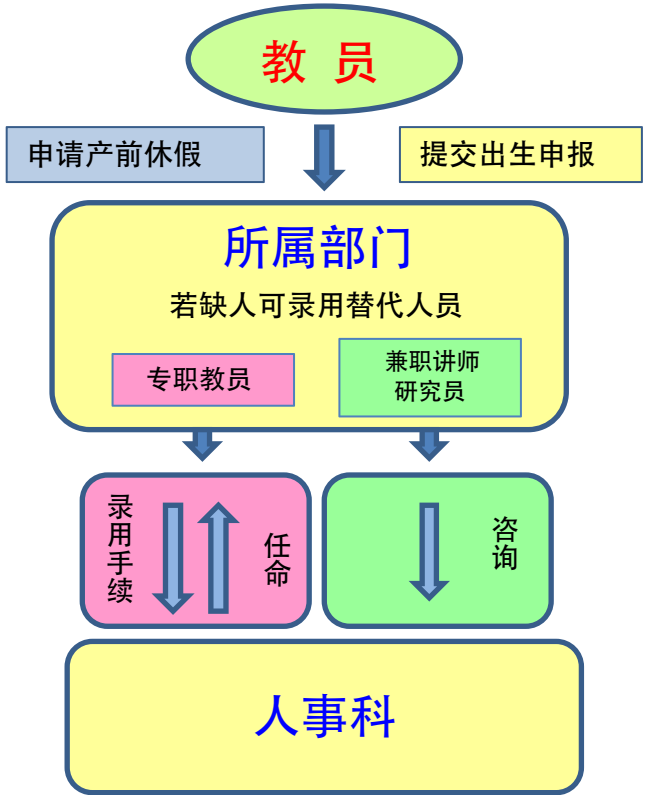 教 员
申请产前休假
提交出生申报
所属部门
若缺人可录用替代人员
专职教员
兼职讲师
研究员
录用手续
任命
咨询
人事科